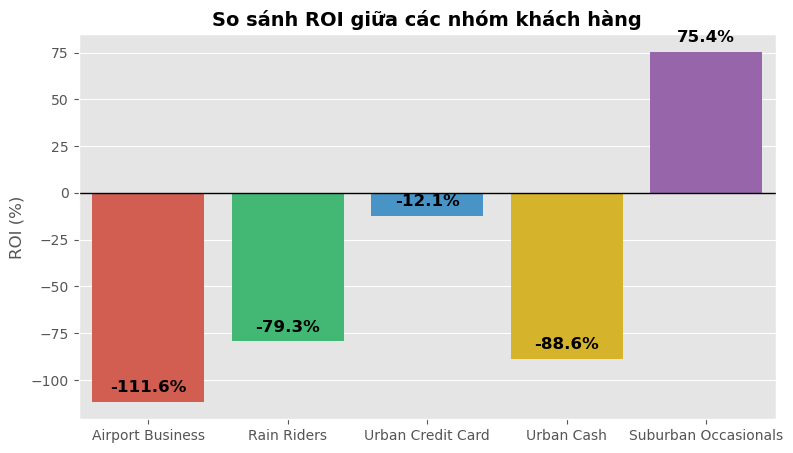 So sánh ROI giữa các nhóm khách hàng
75.4%
75
50
25
0
-12.1%
ROI (%)
−25
−50
-79.3%
−75
-88.6%
−100
-111.6%
Airport Business
Rain Riders
Urban Credit Card
Urban Cash
Suburban Occasionals